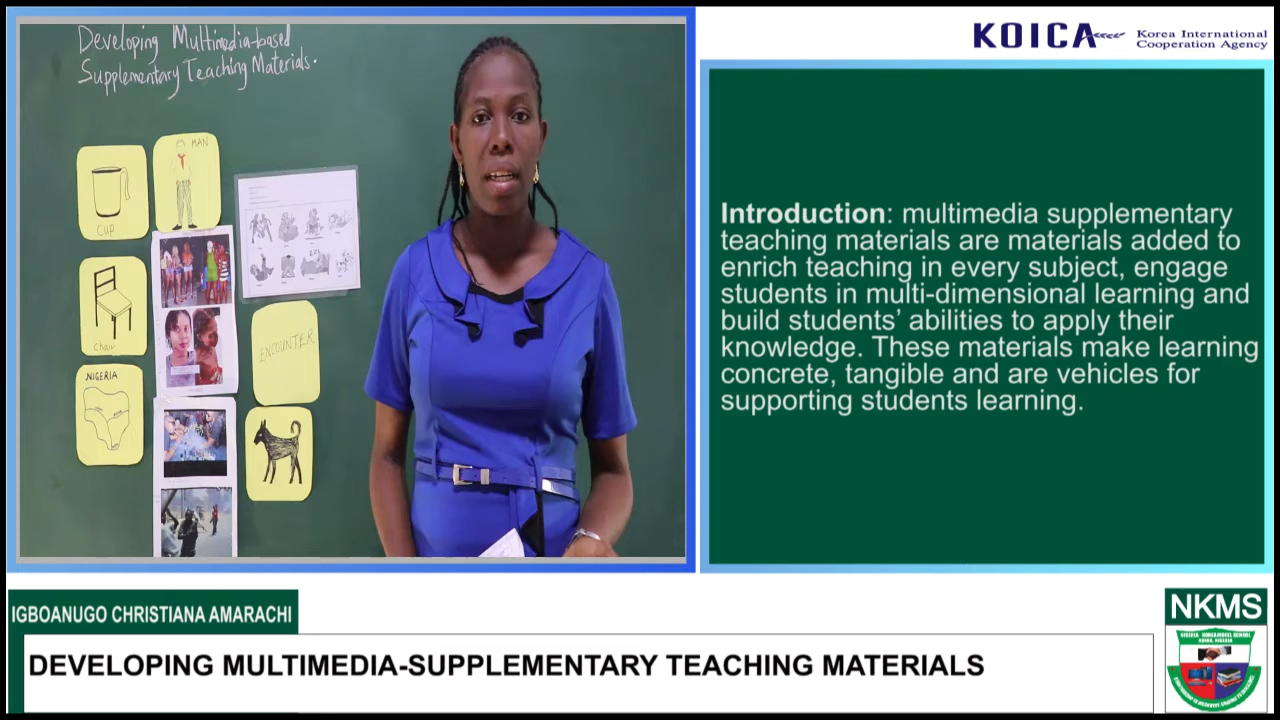 Developing Multimedia-based
Supplementary Teaching Materials.
MAN
CUP
Chair
ENCOUNTER
NIGERIA
KOICA
Korea International
Cooperation Agency
Introduction: multimedia supplementary
teaching materials are materials added to
enrich teaching in every subject, engage
students in multi-dimensional learning and
build students' abilities to apply their
knowledge. These materials make learning
concrete, tangible and are vehicles for
supporting students learning.
IGBOANUGO CHRISTIANA AMARACHI
DEVELOPING MULTIMEDIA-SUPPLEMENTARY TEACHING MATERIALS
NKMS